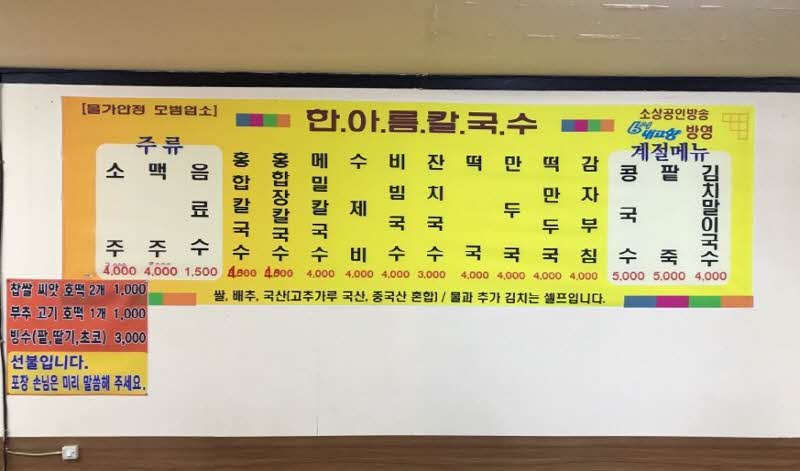 [물가안정 모범업소]
한.아.름.칼.국.수
소상공인방송
내고향 방영
주류
소주 4,000
맥주 4,000
음료수 1,500
홍합칼국수
홍합장칼국수
메밀칼국수 4,000
수제비 4,000
비빔국수 4,000
잔치국수 3,000
떡국 4,000
만두국 4,000
떡만두국 4,000
감자부침 4,000
계절메뉴
콩국수 5,000
팥죽 5,000
김치말이국수 4,000
쌀, 배추, 국산(고추가루 국산, 중국산 혼합) / 물과 추가 김치는 셀프입니다.
찹쌀 씨앗 호떡 2개 1,000
부추 고기 호떡 1개 1,000
빙수(팥,딸기,초코) 3,000
선불입니다.
포장 손님은 미리 말씀해 주세요.